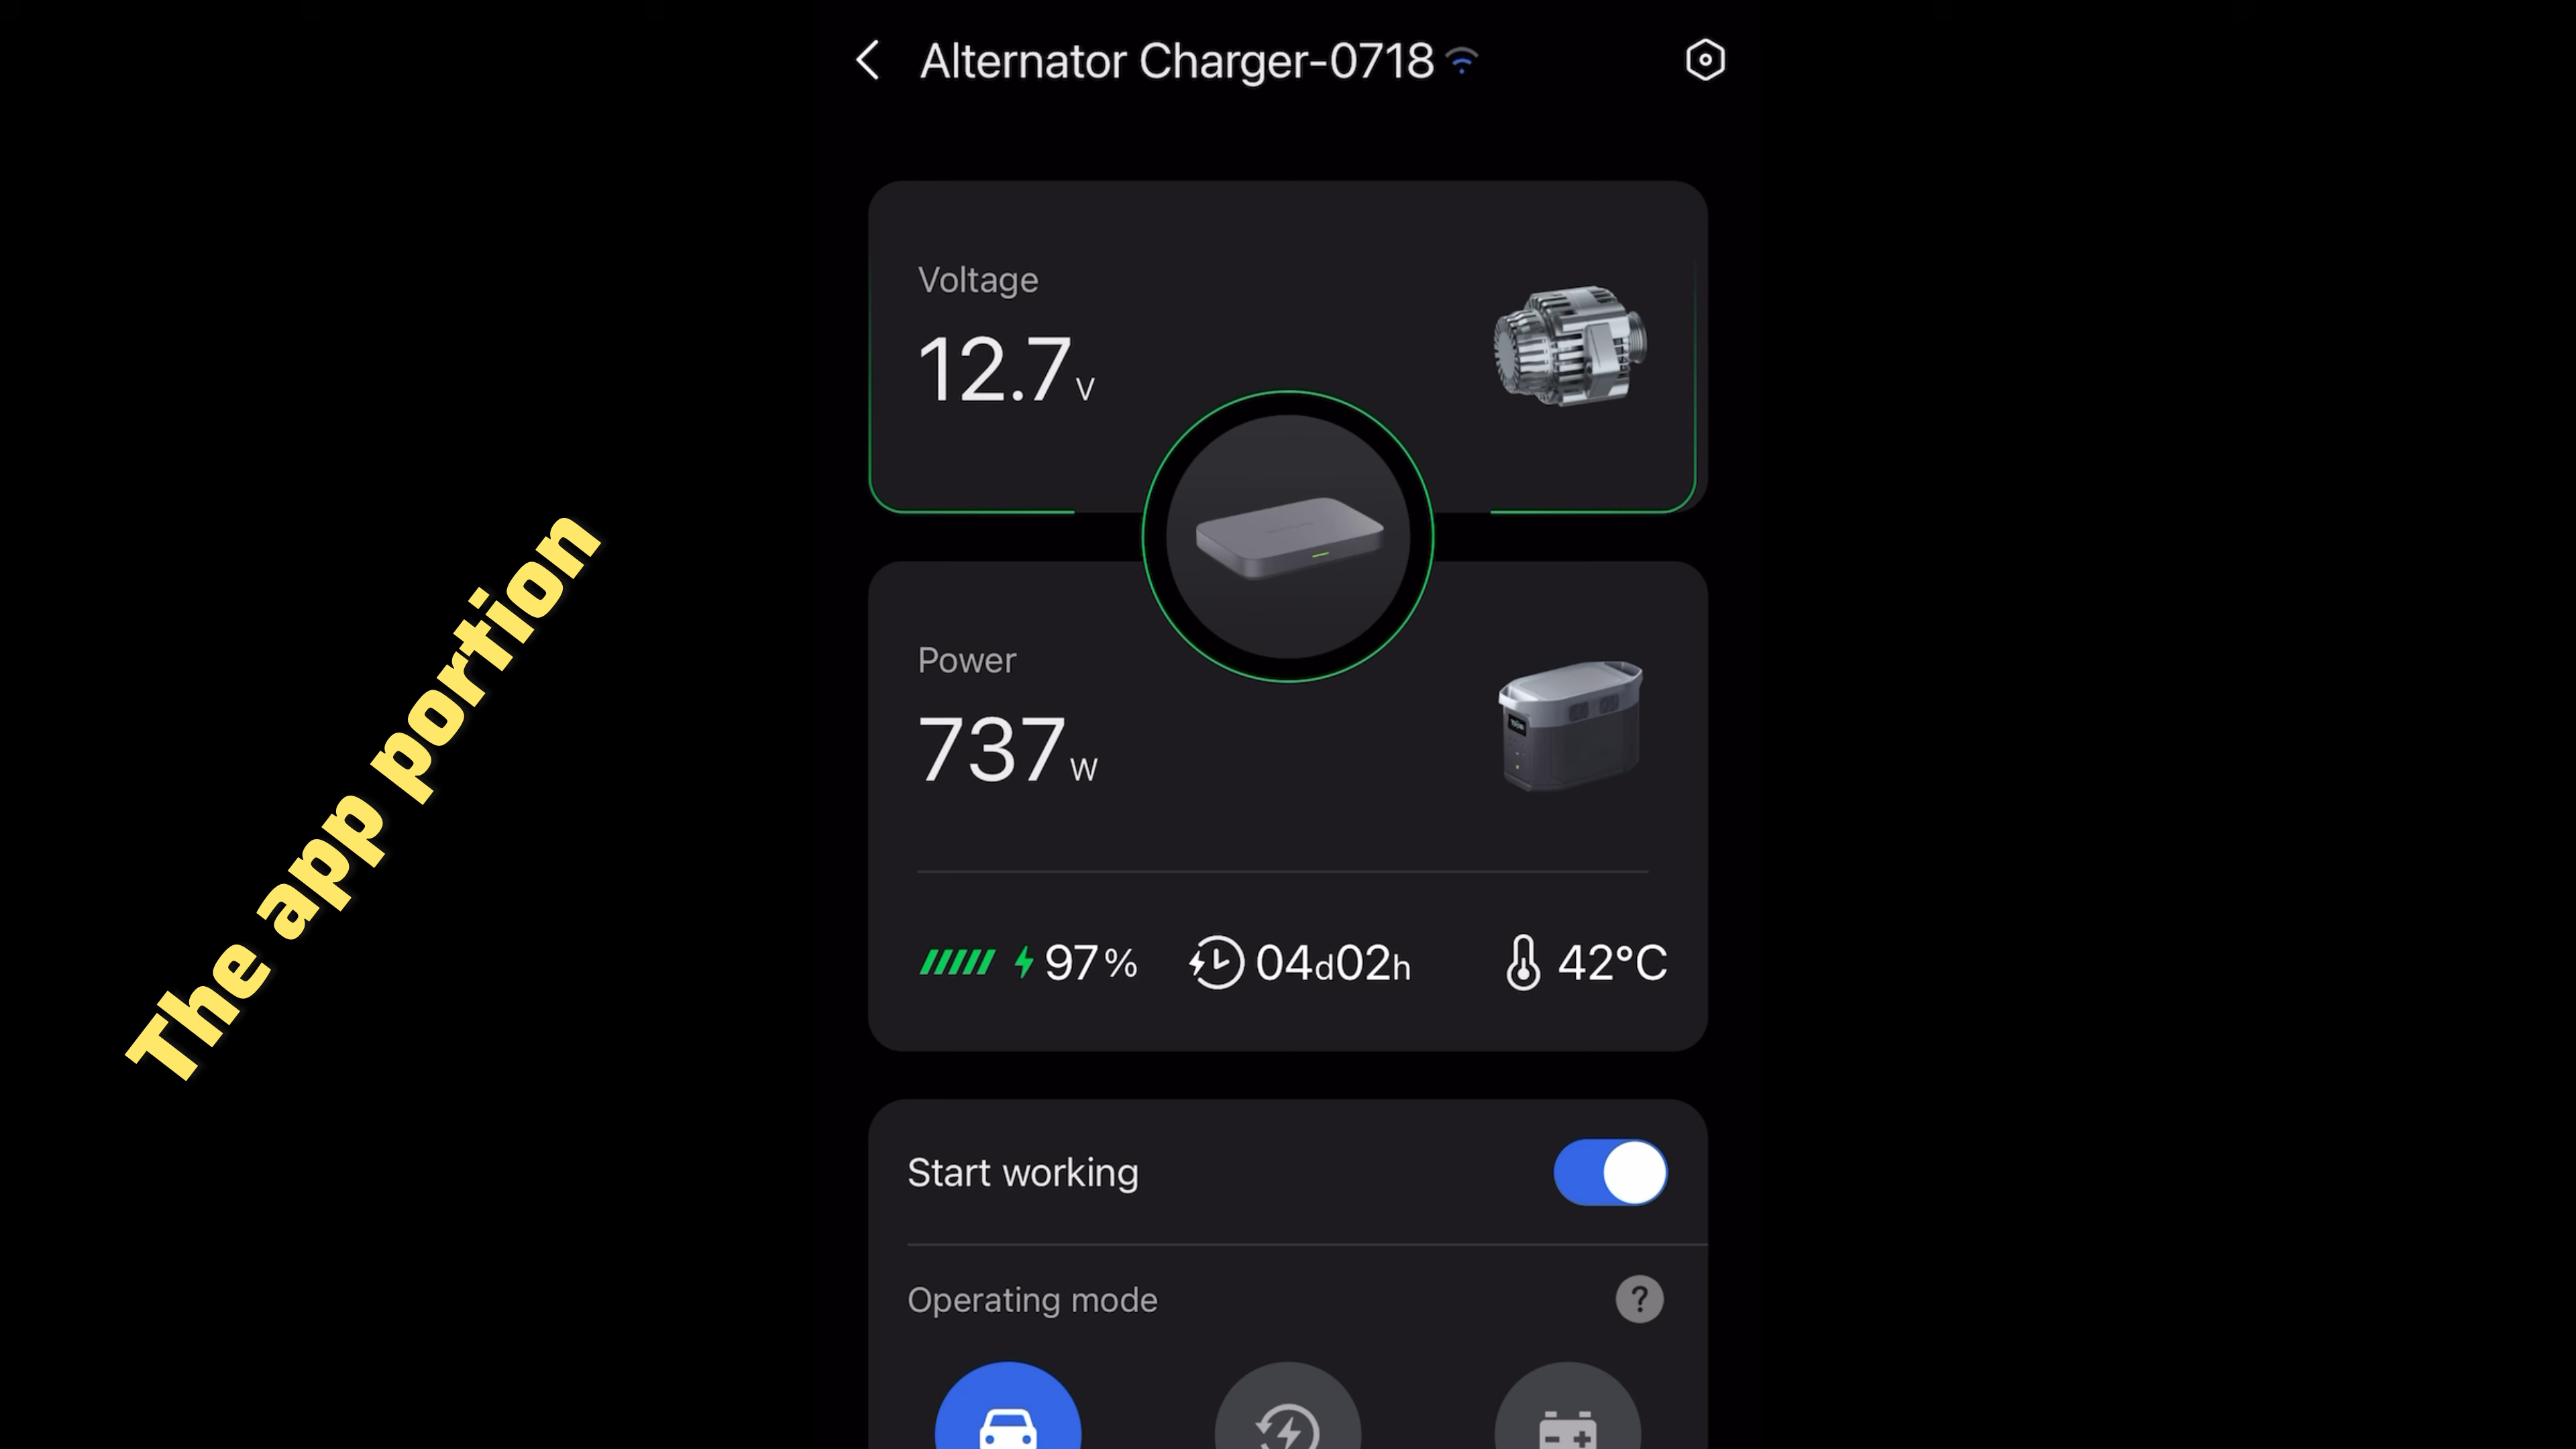 Alternator Charger-0718
Voltage
12.7 V
Power
737 W
97%
04d02h
42°C
Start working
Operating mode
?
The app portion